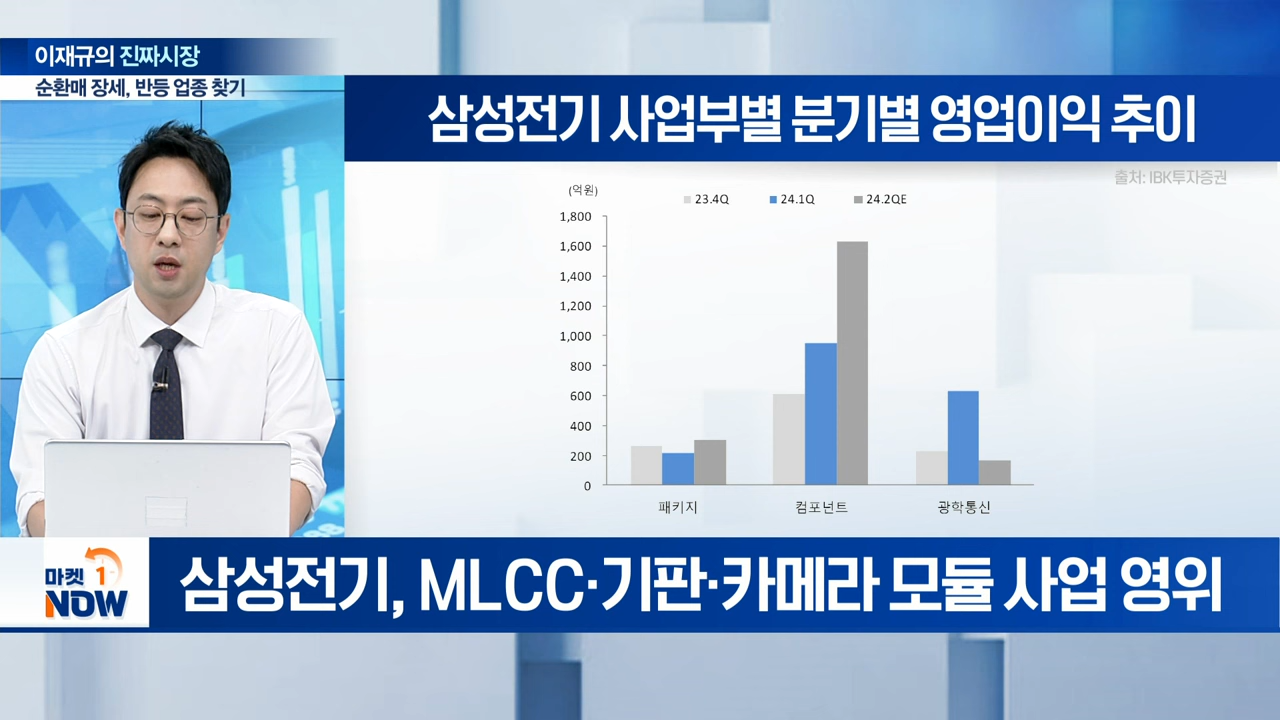 이재규의 진짜시장
순환매 장세, 반등 업종 찾기
삼성전기 사업부별 분기별 영업이익 추이
출처: IBK투자증권
(억원)
23.4Q 24.1Q 24.2QE
1,800
1,600
1,400
1,200
1,000
800
600
400
200
0
패키지 컴포넌트 광학통신
마켓 1
NOW
삼성전기, MLCC·기판·카메라 모듈 사업 영위